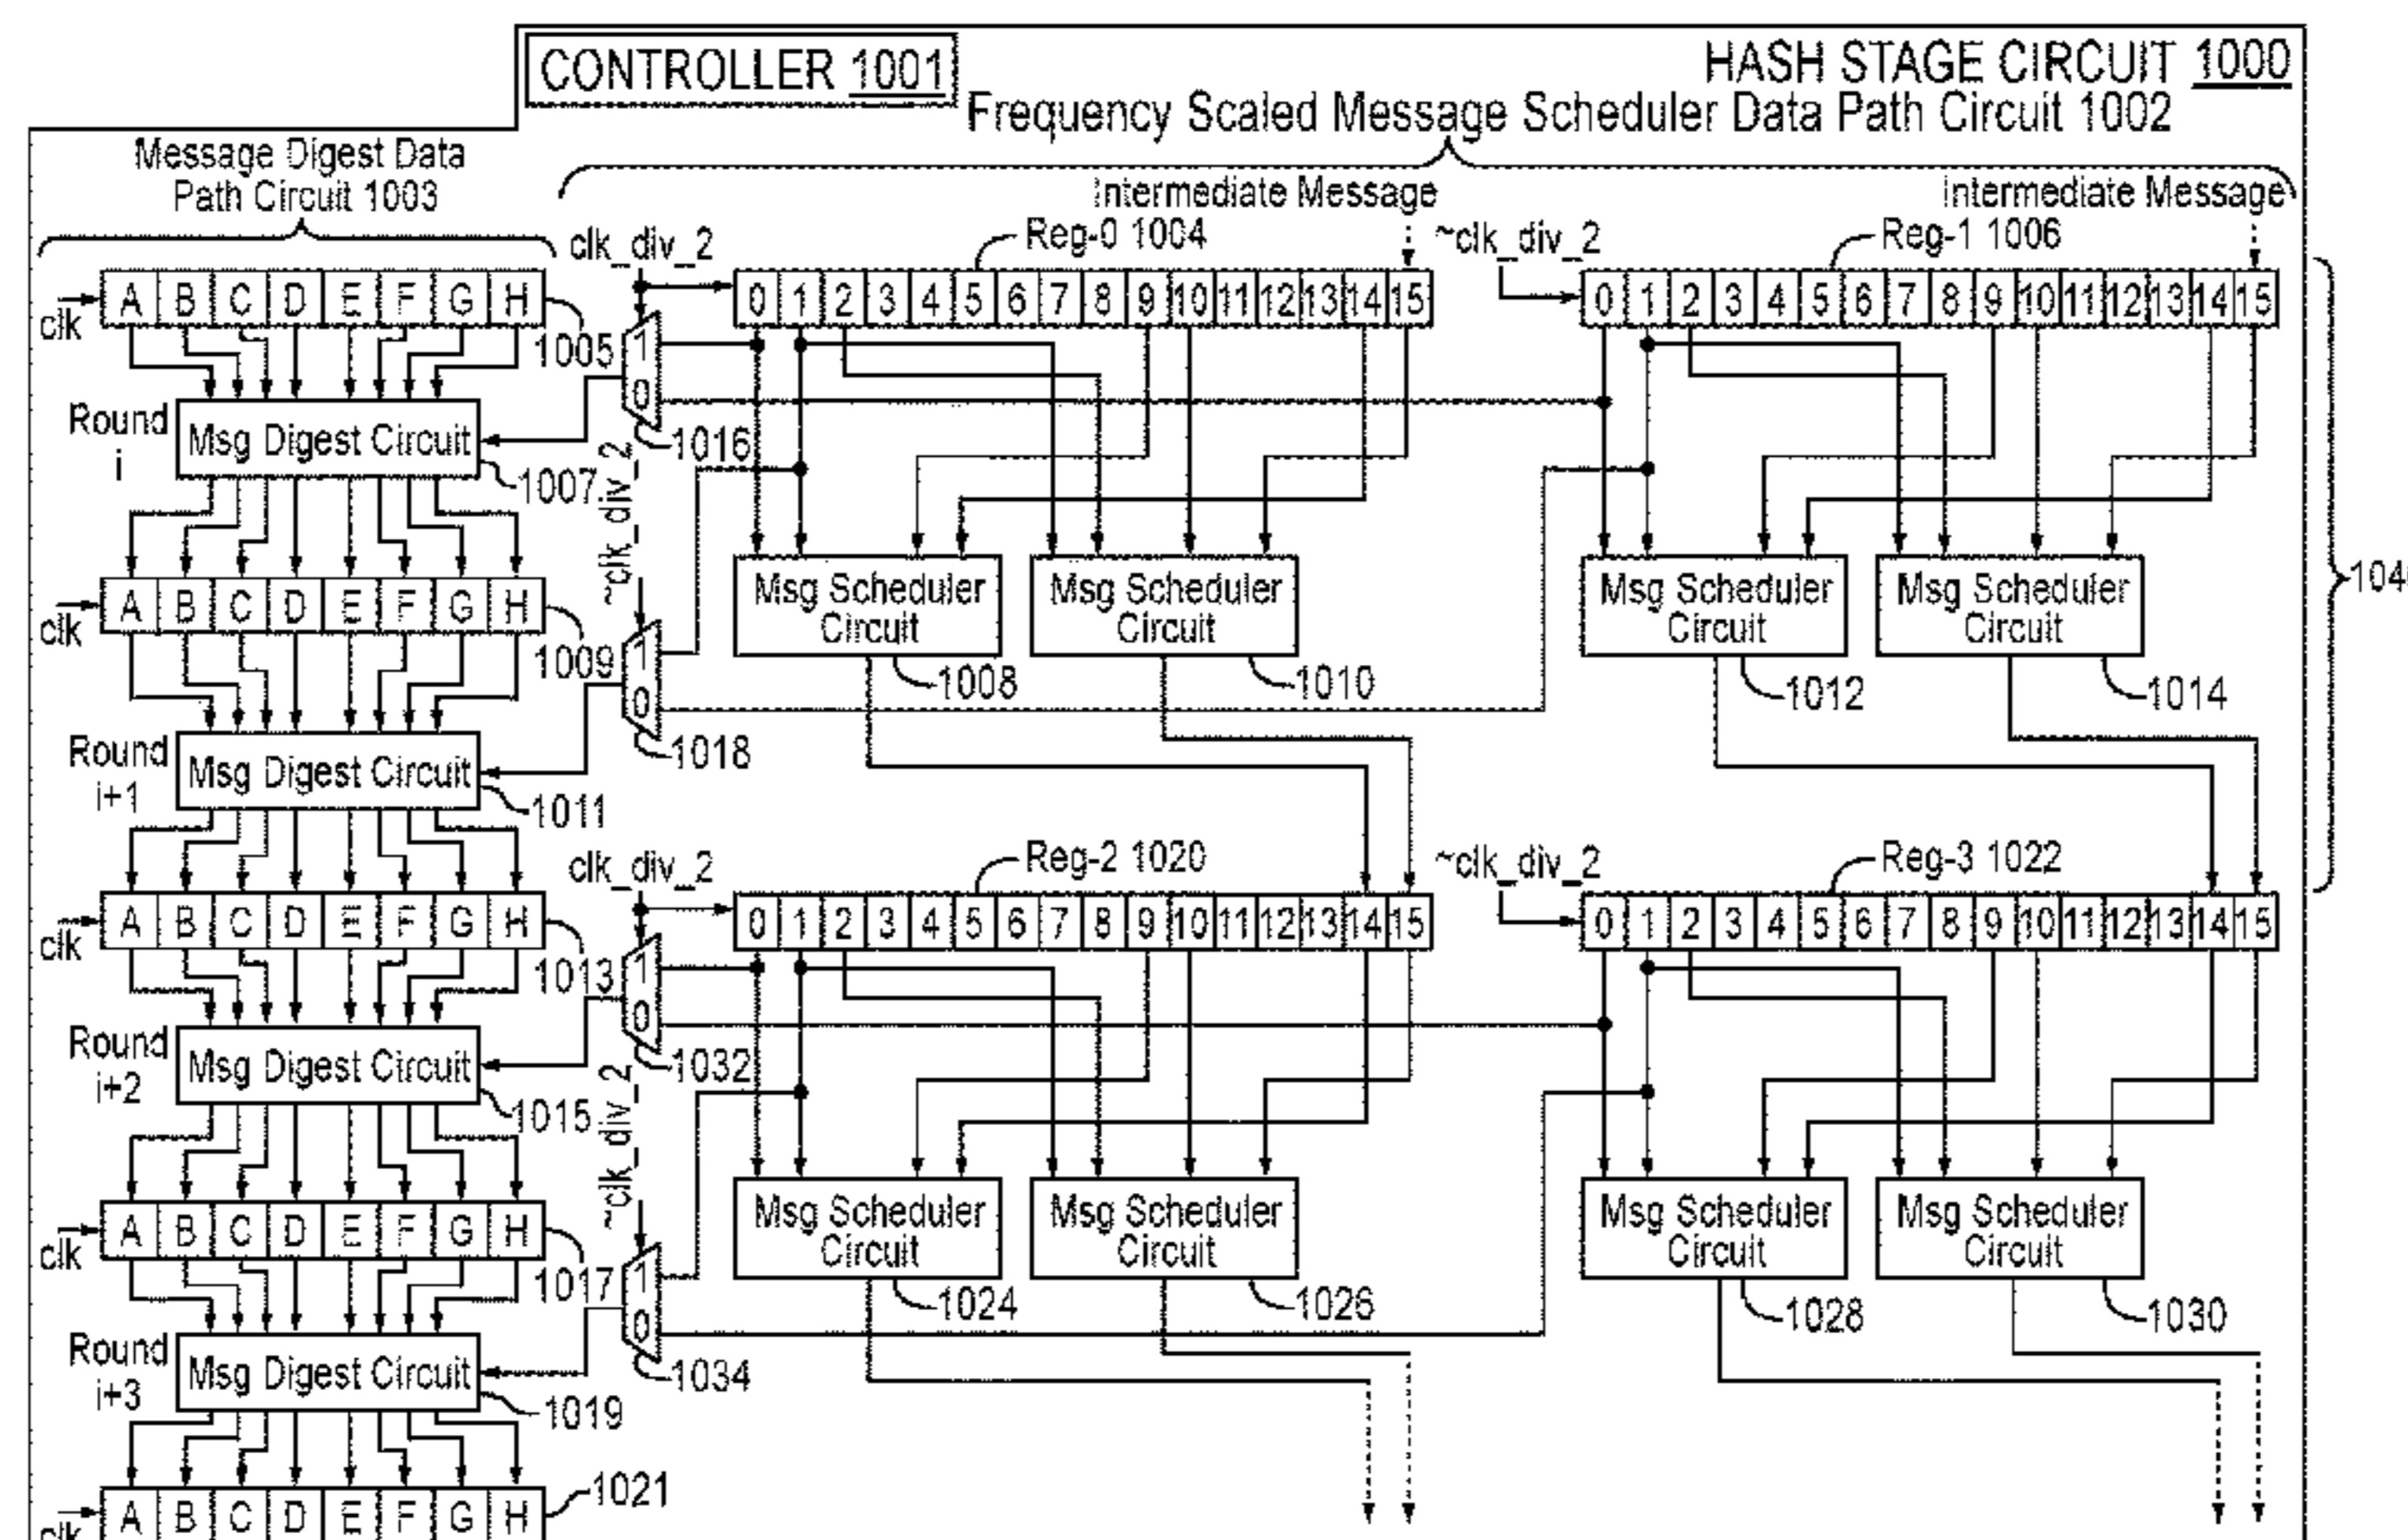 CONTROLLER 1001
HASH STAGE CIRCUIT 1000
Frequency Scaled Message Scheduler Data Path Circuit 1002
Message Digest Data
Path Circuit 1003
Intermediate Message
Intermediate Message
clk_div_2
Reg-0 1004
~clk_div_2
Reg-1 1006
clk
A B C D E F G H
1005
0 1 2 3 4 5 6 7 8 9 10 11 12 13 14 15
0 1 2 3 4 5 6 7 8 9 10 11 12 13 14 15
1
0
1016
Round
i
Msg Digest Circuit
1007
~clk_div_2
clk
A B C D E F G H
1009
1
0
1018
Msg Scheduler
Circuit
1008
Msg Scheduler
Circuit
1010
Msg Scheduler
Circuit
1012
Msg Scheduler
Circuit
1014
Round
i+1
Msg Digest Circuit
1011
clk_div_2
Reg-2 1020
~clk_div_2
Reg-3 1022
clk
A B C D E F G H
1013
0 1 2 3 4 5 6 7 8 9 10 11 12 13 14 15
0 1 2 3 4 5 6 7 8 9 10 11 12 13 14 15
1
0
1032
Round
i+2
Msg Digest Circuit
1015
~clk_div_2
clk
A B C D E F G H
1017
1
0
1034
Msg Scheduler
Circuit
1024
Msg Scheduler
Circuit
1026
Msg Scheduler
Circuit
1028
Msg Scheduler
Circuit
1030
Round
i+3
Msg Digest Circuit
1019
clk
A B C D E F G H
1021